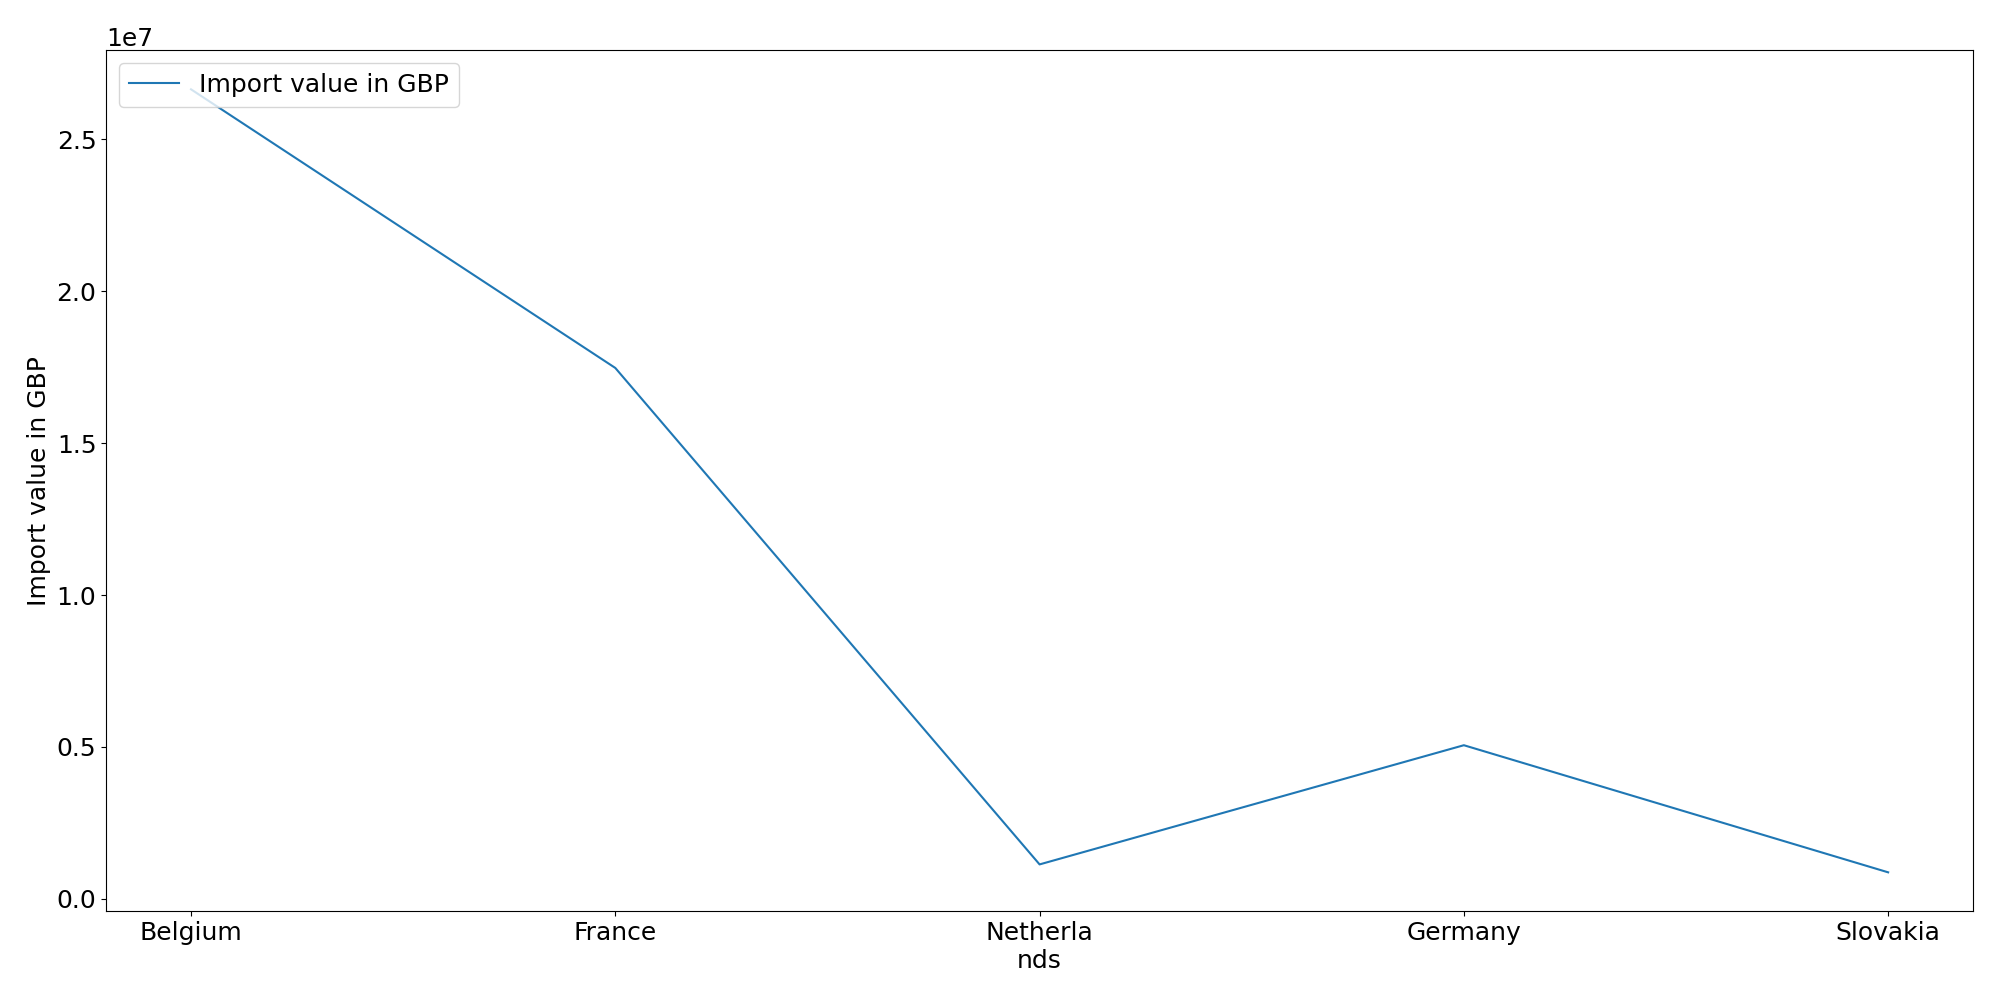 1e7
Import value in GBP
2.5
2.0
1.5
1.0
0.5
0.0
Import value in GBP
Belgium
France
Netherla
nds
Germany
Slovakia